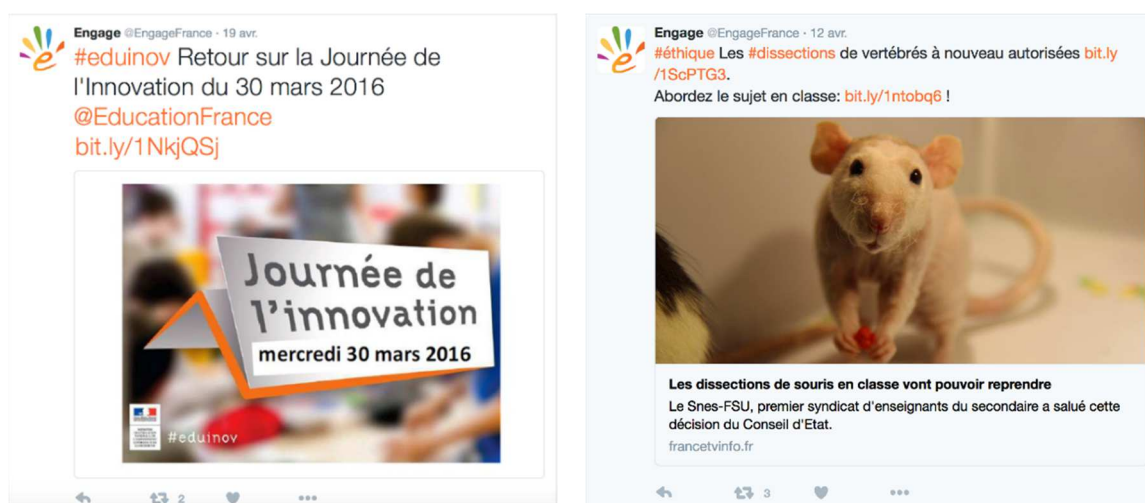 Engage @EngageFrance · 19 avr.
#eduinov Retour sur la Journée de
l'Innovation du 30 mars 2016
@EducationFrance
bit.ly/1NkjQSj
Journée de
l'innovation
mercredi 30 mars 2016
#eduinov
2
Engage @EngageFrance · 12 avr.
#éthique Les #dissections de vertébrés à nouveau autorisées bit.ly
/1ScPTG3.
Abordez le sujet en classe: bit.ly/1ntobq6 !
Les dissections de souris en classe vont pouvoir reprendre
Le Snes-FSU, premier syndicat d'enseignants du secondaire a salué cette
décision du Conseil d'Etat.
francetvinfo.fr
3